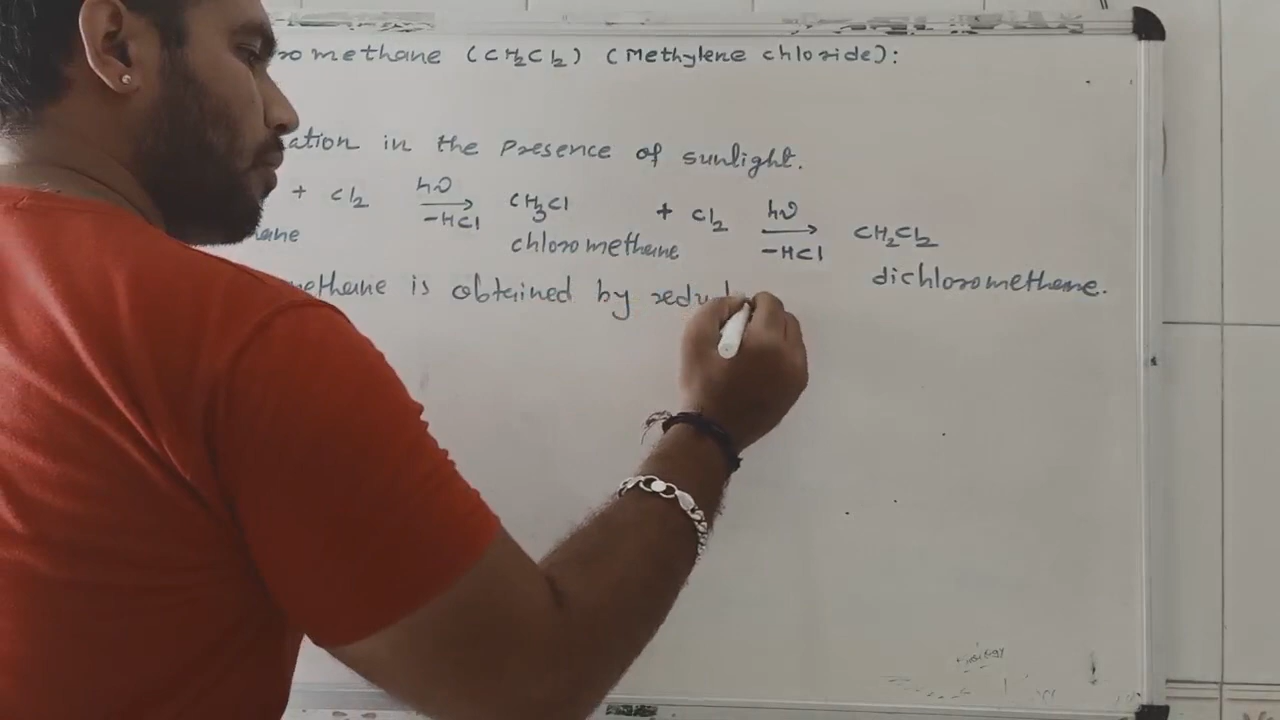 romethane (CH2Cl2) (Methylene chloride):
ation in the presence of sunlight.
+ Cl2 hν → -HCl CH3Cl + Cl2 hν → -HCl CH2Cl2
ane chloromethane dichloromethane.
methane is obtained by redu